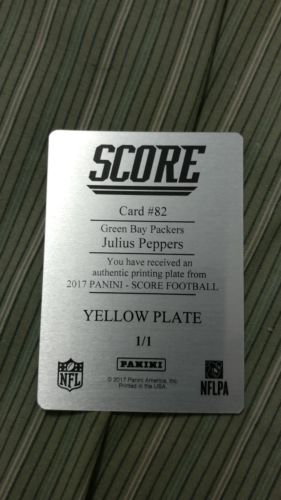 SCORE
Card #82
Green Bay Packers
Julius Peppers
You have received an
authentic printing plate from
2017 PANINI - SCORE FOOTBALL
YELLOW PLATE
1/1
NFL
PANINI
NFLPA
© 2017 Panini America, Inc.
Printed in the USA.